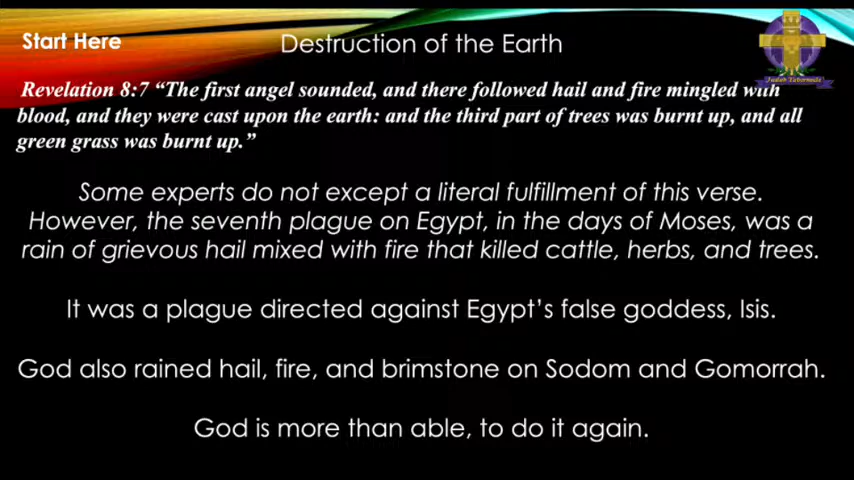 Start Here
Destruction of the Earth
Judah Tabernacle
Revelation 8:7 “The first angel sounded, and there followed hail and fire mingled with
blood, and they were cast upon the earth: and the third part of trees was burnt up, and all
green grass was burnt up.”
Some experts do not except a literal fulfillment of this verse.
However, the seventh plague on Egypt, in the days of Moses, was a
rain of grievous hail mixed with fire that killed cattle, herbs, and trees.
It was a plague directed against Egypt’s false goddess, Isis.
God also rained hail, fire, and brimstone on Sodom and Gomorrah.
God is more than able, to do it again.